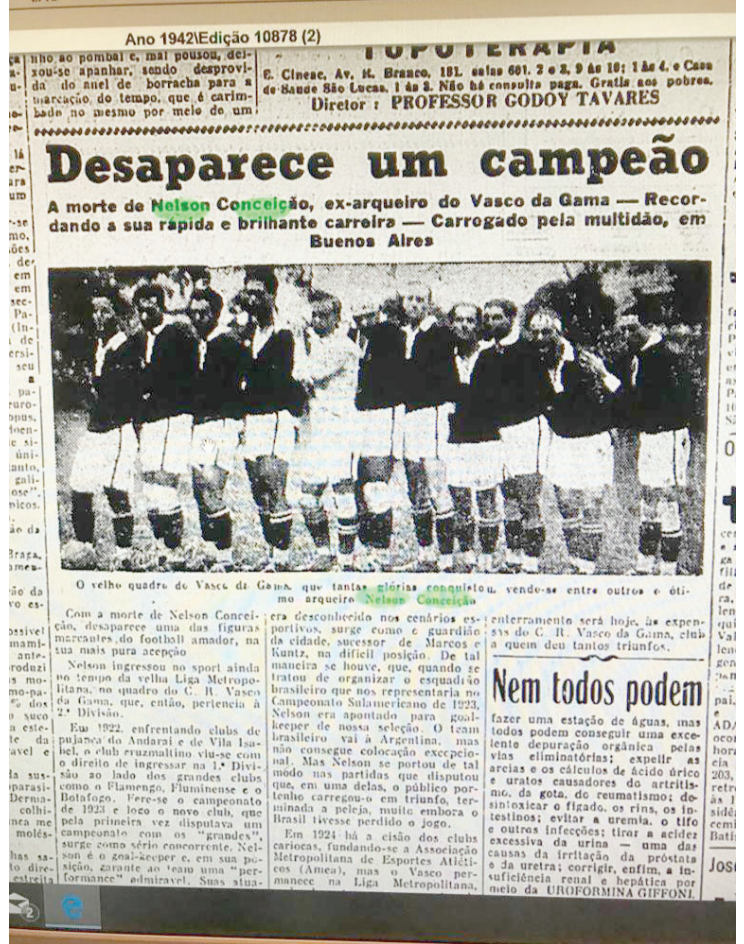 Ano 1942\Edição 10878 (2)
nho ao pombal e, mal pousou, dei-
xou-se apanhar, sendo desprovi-
da do anel de borracha para a
marcação do tempo, que é carim-
bado no mesmo por meio de um
TOPOTERAPIA
E. Cineac, Av. R. Branco, 181. salas 601. 2 e 3, 9 às 10; 1 às 4. e Casa
de Saude São Lucas, 1 às 3. Não há consulta paga. Gratis aos pobres.
Diretor : PROFESSOR GODOY TAVARES
Desaparece um campeão
A morte de Nelson Conceição, ex-arqueiro do Vasco da Gama — Recor-
dando a sua rápida e brilhante carreira — Carrogado pela multidão, em
Buenos Aires
O velho quadro do Vasco da Gama, que tantas glórias conquistou, vendo-se entre outros o óti-
mo arqueiro Nelson Conceição
Com a morte de Nelson Concei-
ção, desaparece uma das figuras
marcantes do football amador, na
sua mais pura acepção
Nelson ingressou no sport ainda
no tempo da velha Liga Metropo-
litana, no quadro do C. R. Vasco
da Gama, que, então, pertencia à
2.ª Divisão.
Em 1922, enfrentando clubs de
pujança do Andaraí e de Vila Isa-
bel, o club cruzmaltino viu-se com
o direito de ingressar na 1.ª Divi-
são ao lado dos grandes clubs
como o Flamengo, Fluminense e o
Botafogo. Fere-se o campeonato
de 1923 e loco o novo club, que
pela primeira vez disputava um
campeonato com os "grandes",
surge como sério concorrente. Nel-
son é o goal-keeper e, em sua po-
sição, garante ao team uma "per-
formance" admiravel. Suas atua-
era desconhecido nos cenários es-
portivos, surge como o guardião
da cidade, sucessor de Marcos e
Kuntz, na difícil posição. De tal
maneira se houve, que, quando se
tratou de organizar o esquadrão
brasileiro que nos representaria no
Campeonato Sulamericano de 1923,
Nelson era apontado para goal-
keeper de nossa seleção. O team
brasileiro vai à Argentina, mas
não consegue colocação excepcio-
nal. Mas Nelson se portou de tal
modo nas partidas que disputou
que, em uma delas, o público por-
tenho carregou-o em triunfo, ter-
minada a peleja, muito embora o
Brasil tivesse perdido o jogo.
Em 1924 há a cisão dos clubs
cariocas, fundando-se a Associação
Metropolitana de Esportes Atléti-
cos (Amea), mas o Vasco per-
manece na Liga Metropolitana,
enterramento será hoje, às expen-
sas do C. R. Vasco da Gama, club
a quem deu tantos triunfos.
Nem todos podem
fazer uma estação de águas, mas
todos podem conseguir uma exce-
lente depuração orgânica pelas
vias eliminatórias; expelir as
areias e os cálculos de ácido úrico
e uratos causadores do artritis-
mo, da gota, do reumatismo; de-
sintoxicar o fígado, os rins, os in-
testinos; evitar a uremia, o tifo
e outras infecções; tirar a acidez
excessiva da urina — uma das
causas da irritação da próstata
e da uretra; corrigir, enfim, a in-
suficiência renal e hepática por
meio da UROFORMINA GIFFONI.